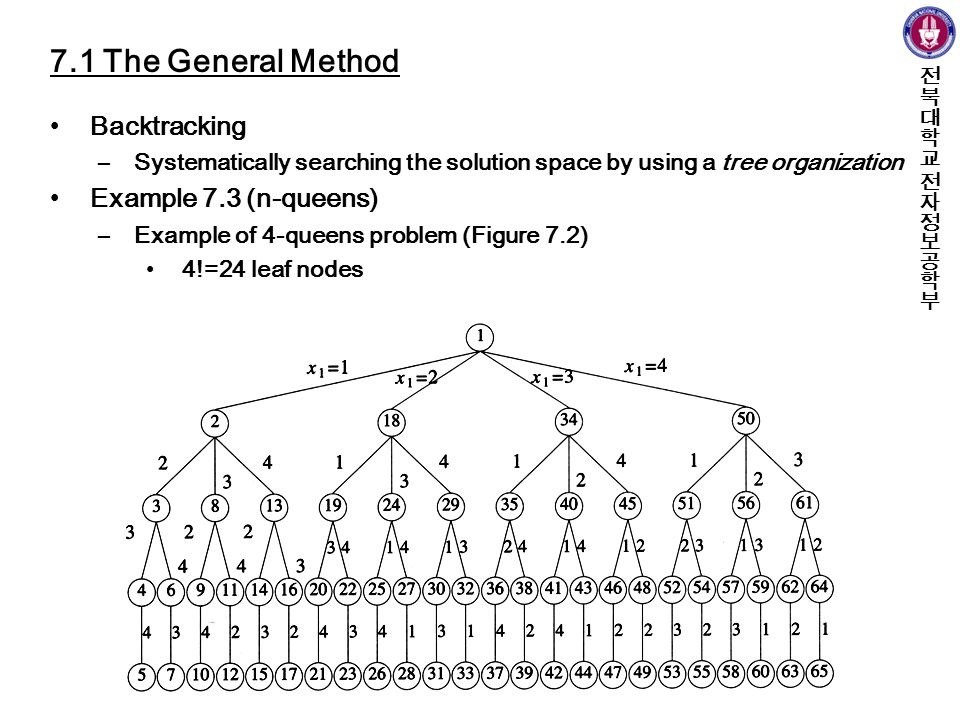 7.1 The General Method
• Backtracking
– Systematically searching the solution space by using a tree organization
• Example 7.3 (n-queens)
– Example of 4-queens problem (Figure 7.2)
• 4!=24 leaf nodes
전북대학교 전자정보공학부
1
x1=1 x1=2 x1=3 x1=4
2 18 34 50
2 3 4 1 3 4 1 2 4 1 2 3
3 8 13 19 24 29 35 40 45 51 56 61
3 4 2 4 2 3 3 4 1 4 1 3 2 4 1 4 1 2 2 3 1 3 1 2
4 6 9 11 14 16 20 22 25 27 30 32 36 38 41 43 46 48 52 54 57 59 62 64
4 3 4 2 3 2 4 3 4 1 3 1 4 2 4 1 2 2 3 2 3 1 2 1
5 7 10 12 15 17 21 23 26 28 31 33 37 39 42 44 47 49 53 55 58 60 63 65